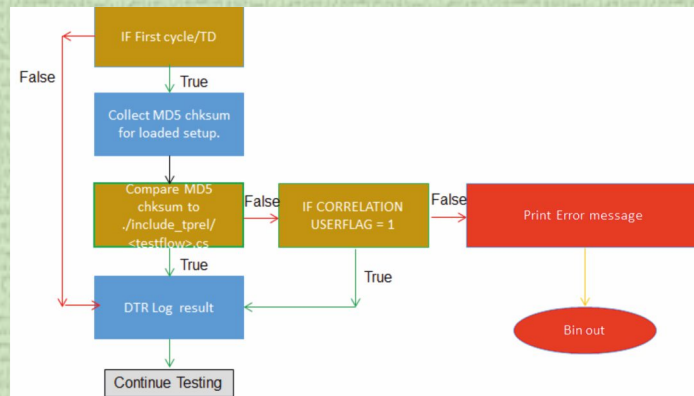 IF First cycle/TD
False
True
Collect MD5 chksum
for loaded setup.
Compare MD5
chksum to
./include_tprel/
<testflow>.cs
False
IF CORRELATION
USERFLAG = 1
False
Print Error message
True
True
DTR Log result
Bin out
Continue Testing